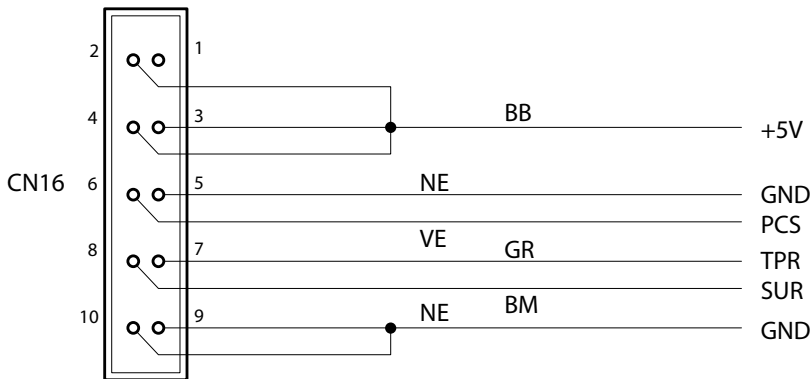 2 1
4 3 BB +5V
CN16 6 5 NE GND
PCS
8 7 VE GR TPR
SUR
10 9 NE BM GND